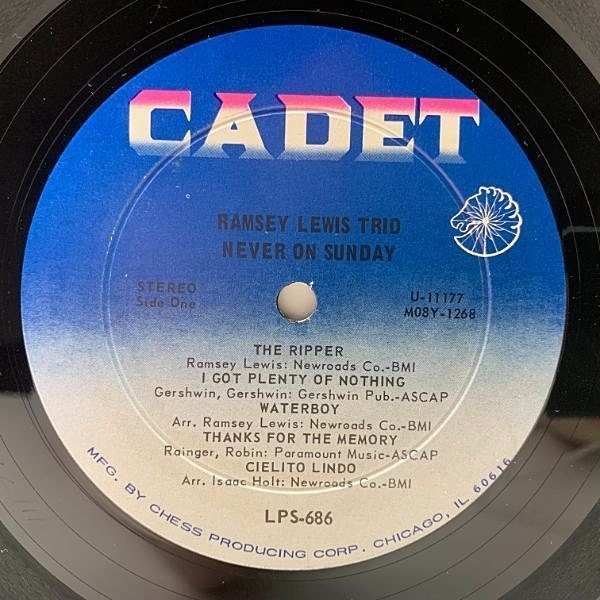 CADET
RAMSEY LEWIS TRIO
NEVER ON SUNDAY
STEREO
Side One
U-11177
M08Y-1268
THE RIPPER
Ramsey Lewis: Newroads Co.-BMI
I GOT PLENTY OF NOTHING
Gershwin, Gershwin: Gershwin Pub.-ASCAP
WATERBOY
Arr. Ramsey Lewis: Newroads Co.-BMI
THANKS FOR THE MEMORY
Rainger, Robin: Paramount Music-ASCAP
CIELITO LINDO
Arr. Isaac Holt: Newroads Co.-BMI
LPS-686
MFG. BY CHESS PRODUCING CORP. CHICAGO, IL 60616